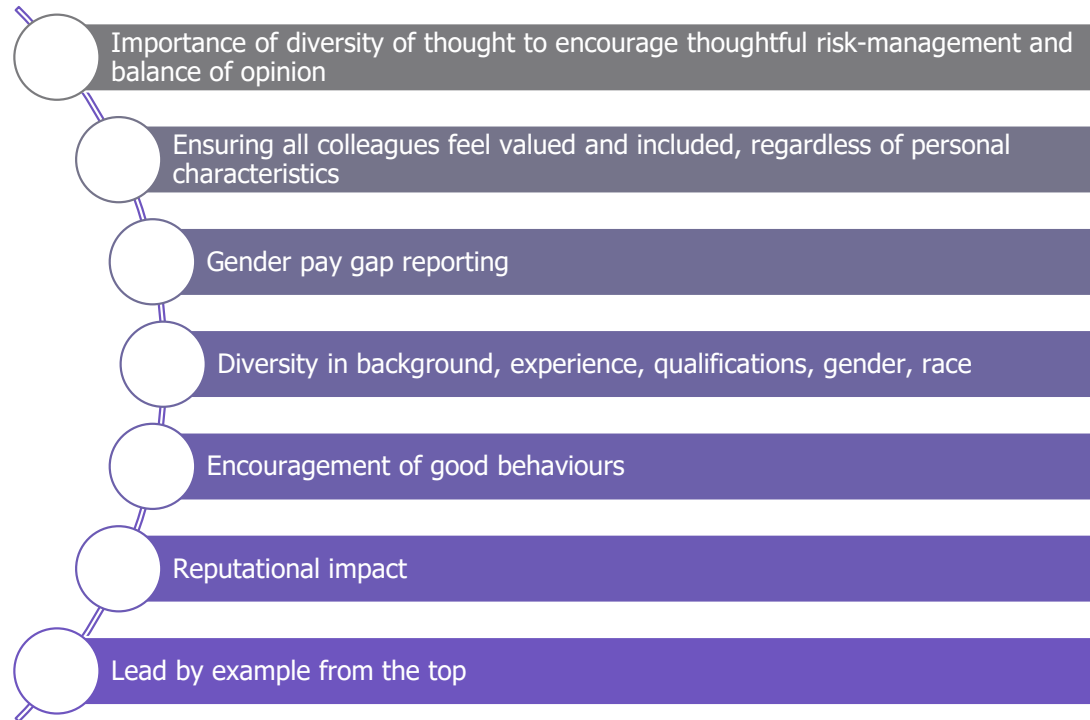 Importance of diversity of thought to encourage thoughtful risk-management and
balance of opinion
Ensuring all colleagues feel valued and included, regardless of personal
characteristics
Gender pay gap reporting
Diversity in background, experience, qualifications, gender, race
Encouragement of good behaviours
Reputational impact
Lead by example from the top